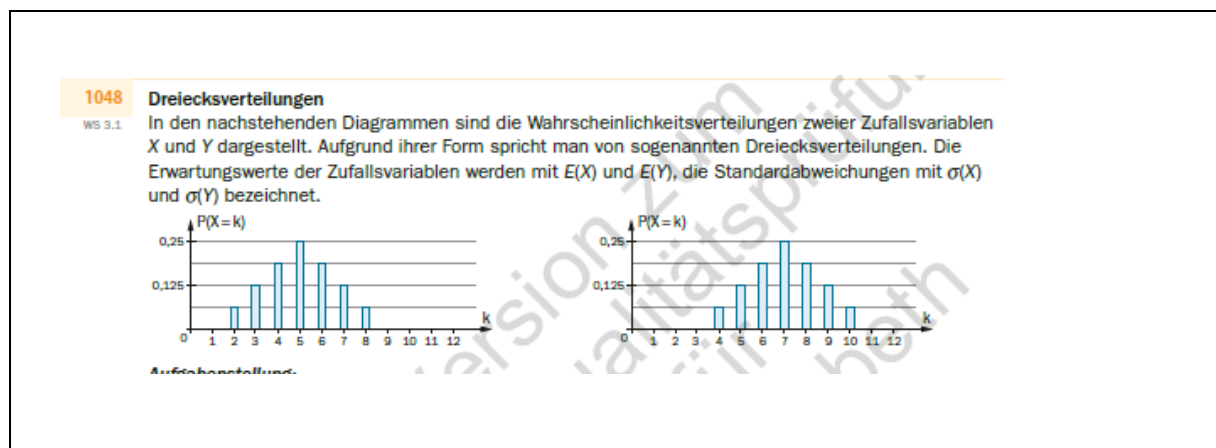 1048 Dreiecksverteilungen
WS 3.1 In den nachstehenden Diagrammen sind die Wahrscheinlichkeitsverteilungen zweier Zufallsvariablen
X und Y dargestellt. Aufgrund ihrer Form spricht man von sogenannten Dreiecksverteilungen. Die
Erwartungswerte der Zufallsvariablen werden mit E(X) und E(Y), die Standardabweichungen mit σ(X)
und σ(Y) bezeichnet.
P(X=k)
0,25
0,125
k
0 1 2 3 4 5 6 7 8 9 10 11 12
P(X=k)
0,25
0,125
k
0 1 2 3 4 5 6 7 8 9 10 11 12
Aufgabenstellung: